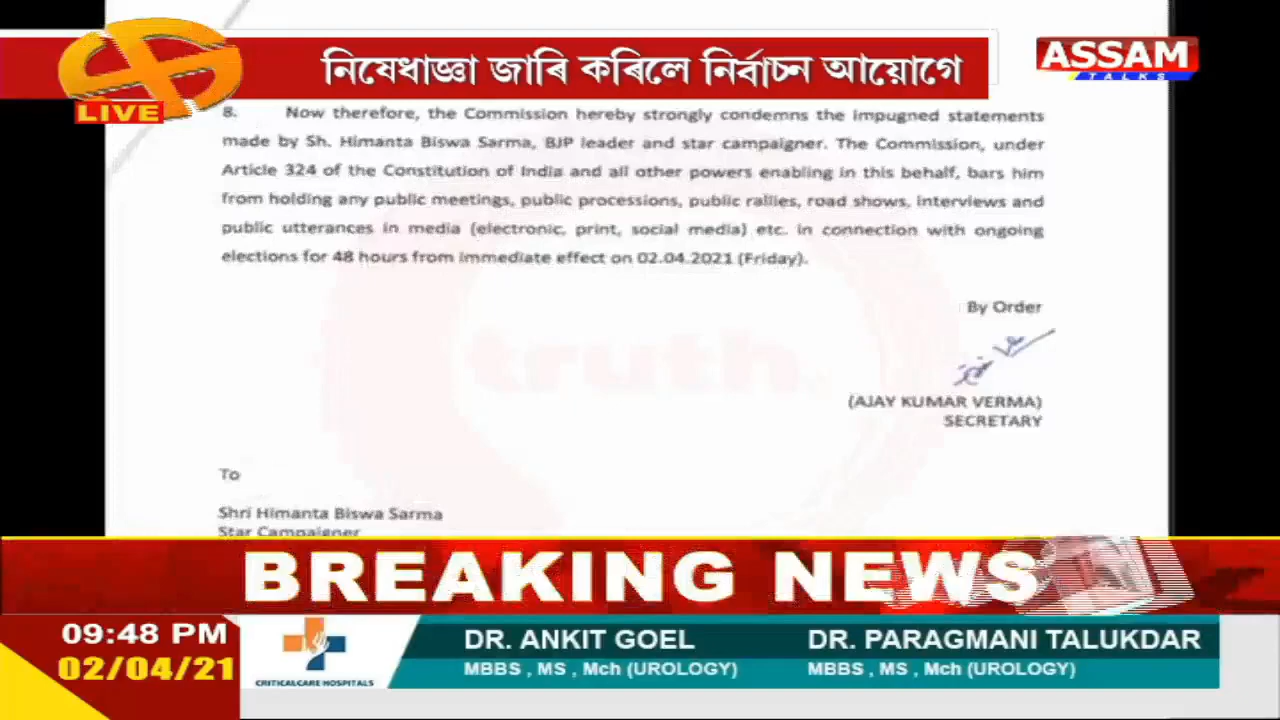 নিষেধাজ্ঞা জাৰি কৰিলে নিৰ্বাচন আয়োগে
ASSAM
TALKS
LIVE
8. Now therefore, the Commission hereby strongly condemns the impugned statements
made by Sh. Himanta Biswa Sarma, BJP leader and star campaigner. The Commission, under
Article 324 of the Constitution of India and all other powers enabling in this behalf, bars him
from holding any public meetings, public processions, public rallies, road shows, interviews and
public utterances in media (electronic, print, social media) etc. in connection with ongoing
elections for 48 hours from immediate effect on 02.04.2021 (Friday).
By Order
truth.
(AJAY KUMAR VERMA)
SECRETARY
To
Shri Himanta Biswa Sarma
Star Campaigner
BREAKING NEWS
09:48 PM
02/04/21
CRITICALCARE HOSPITALS
DR. ANKIT GOEL
MBBS , MS , Mch (UROLOGY)
DR. PARAGMANI TALUKDAR
MBBS , MS , Mch (UROLOGY)